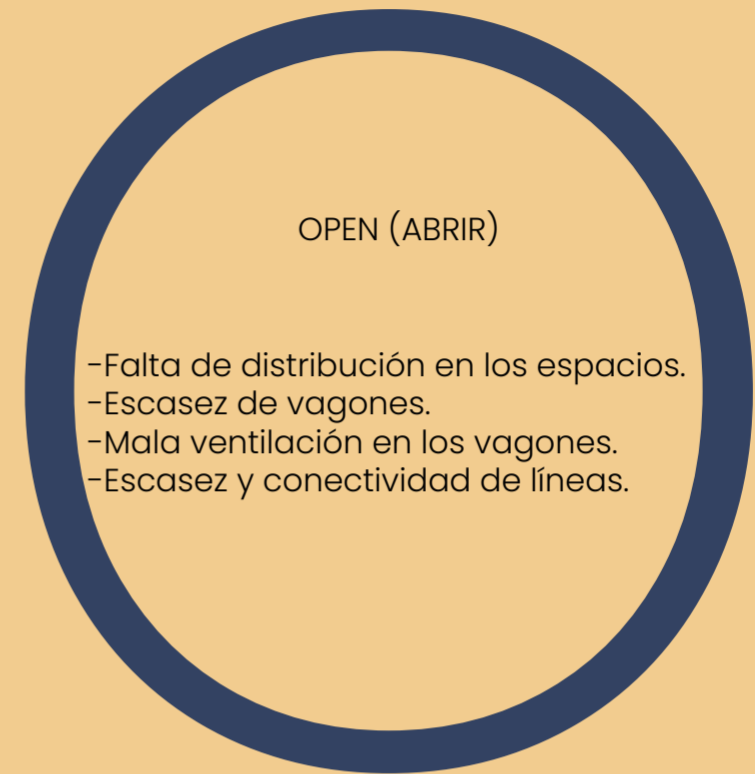 OPEN (ABRIR)
-Falta de distribución en los espacios.
-Escasez de vagones.
-Mala ventilación en los vagones.
-Escasez y conectividad de líneas.